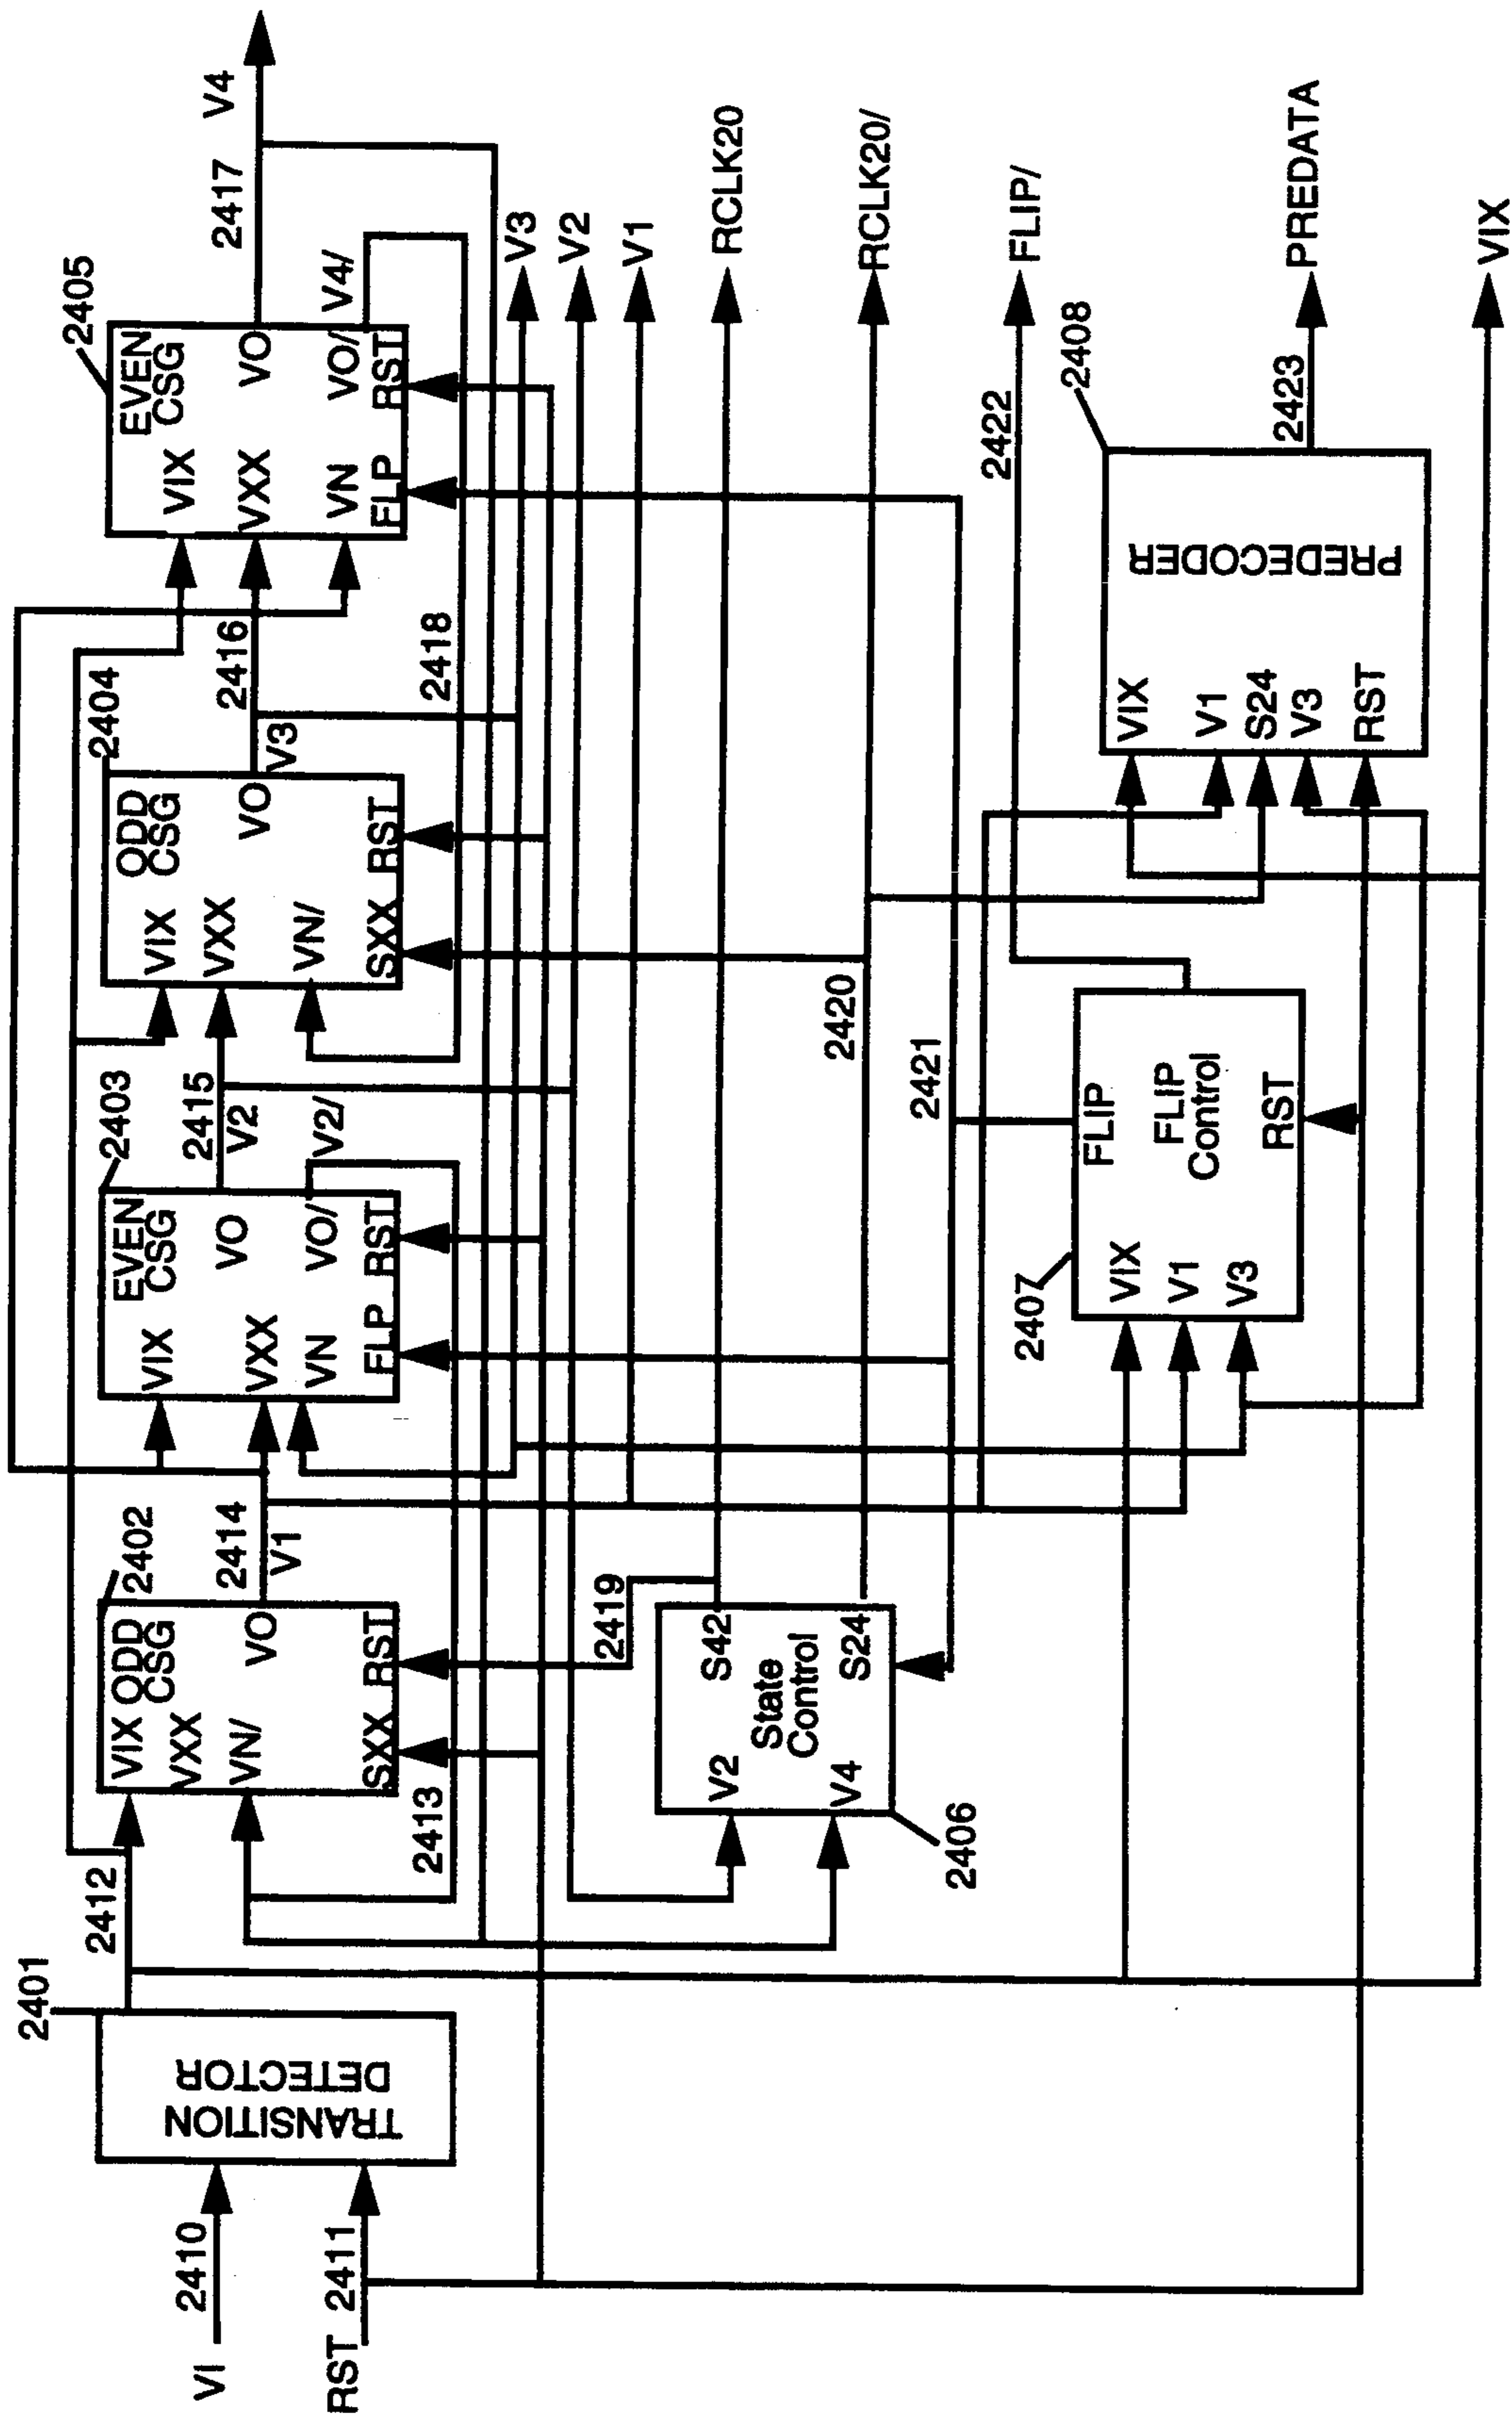 2401
TRANSITION
DETECTOR
VI
2410
RST
2411
2412
2413
2402
ODD
CSG
VIX
VXX
VN/
VO
SXX
RST
2414
V1
2403
EVEN
CSG
VIX
VXX
VN
VO
VO/
FLP
RST
2415
V2
V2/
2404
ODD
CSG
VIX
VXX
VN/
VO
SXX
RST
2416
V3
2418
2405
EVEN
CSG
VIX
VXX
VN
VO
VO/
FLP
RST
V4/
2417
V4
V3
V2
V1
RCLK20
RCLK20/
FLIP/
PREDATA
VIX
2419
S42
State
Control
S24
V2
V4
2406
2420
2421
2422
2407
FLIP
FLIP
Control
VIX
V1
V3
RST
2408
PREDECODER
VIX
V1
S24
V3
RST
2423